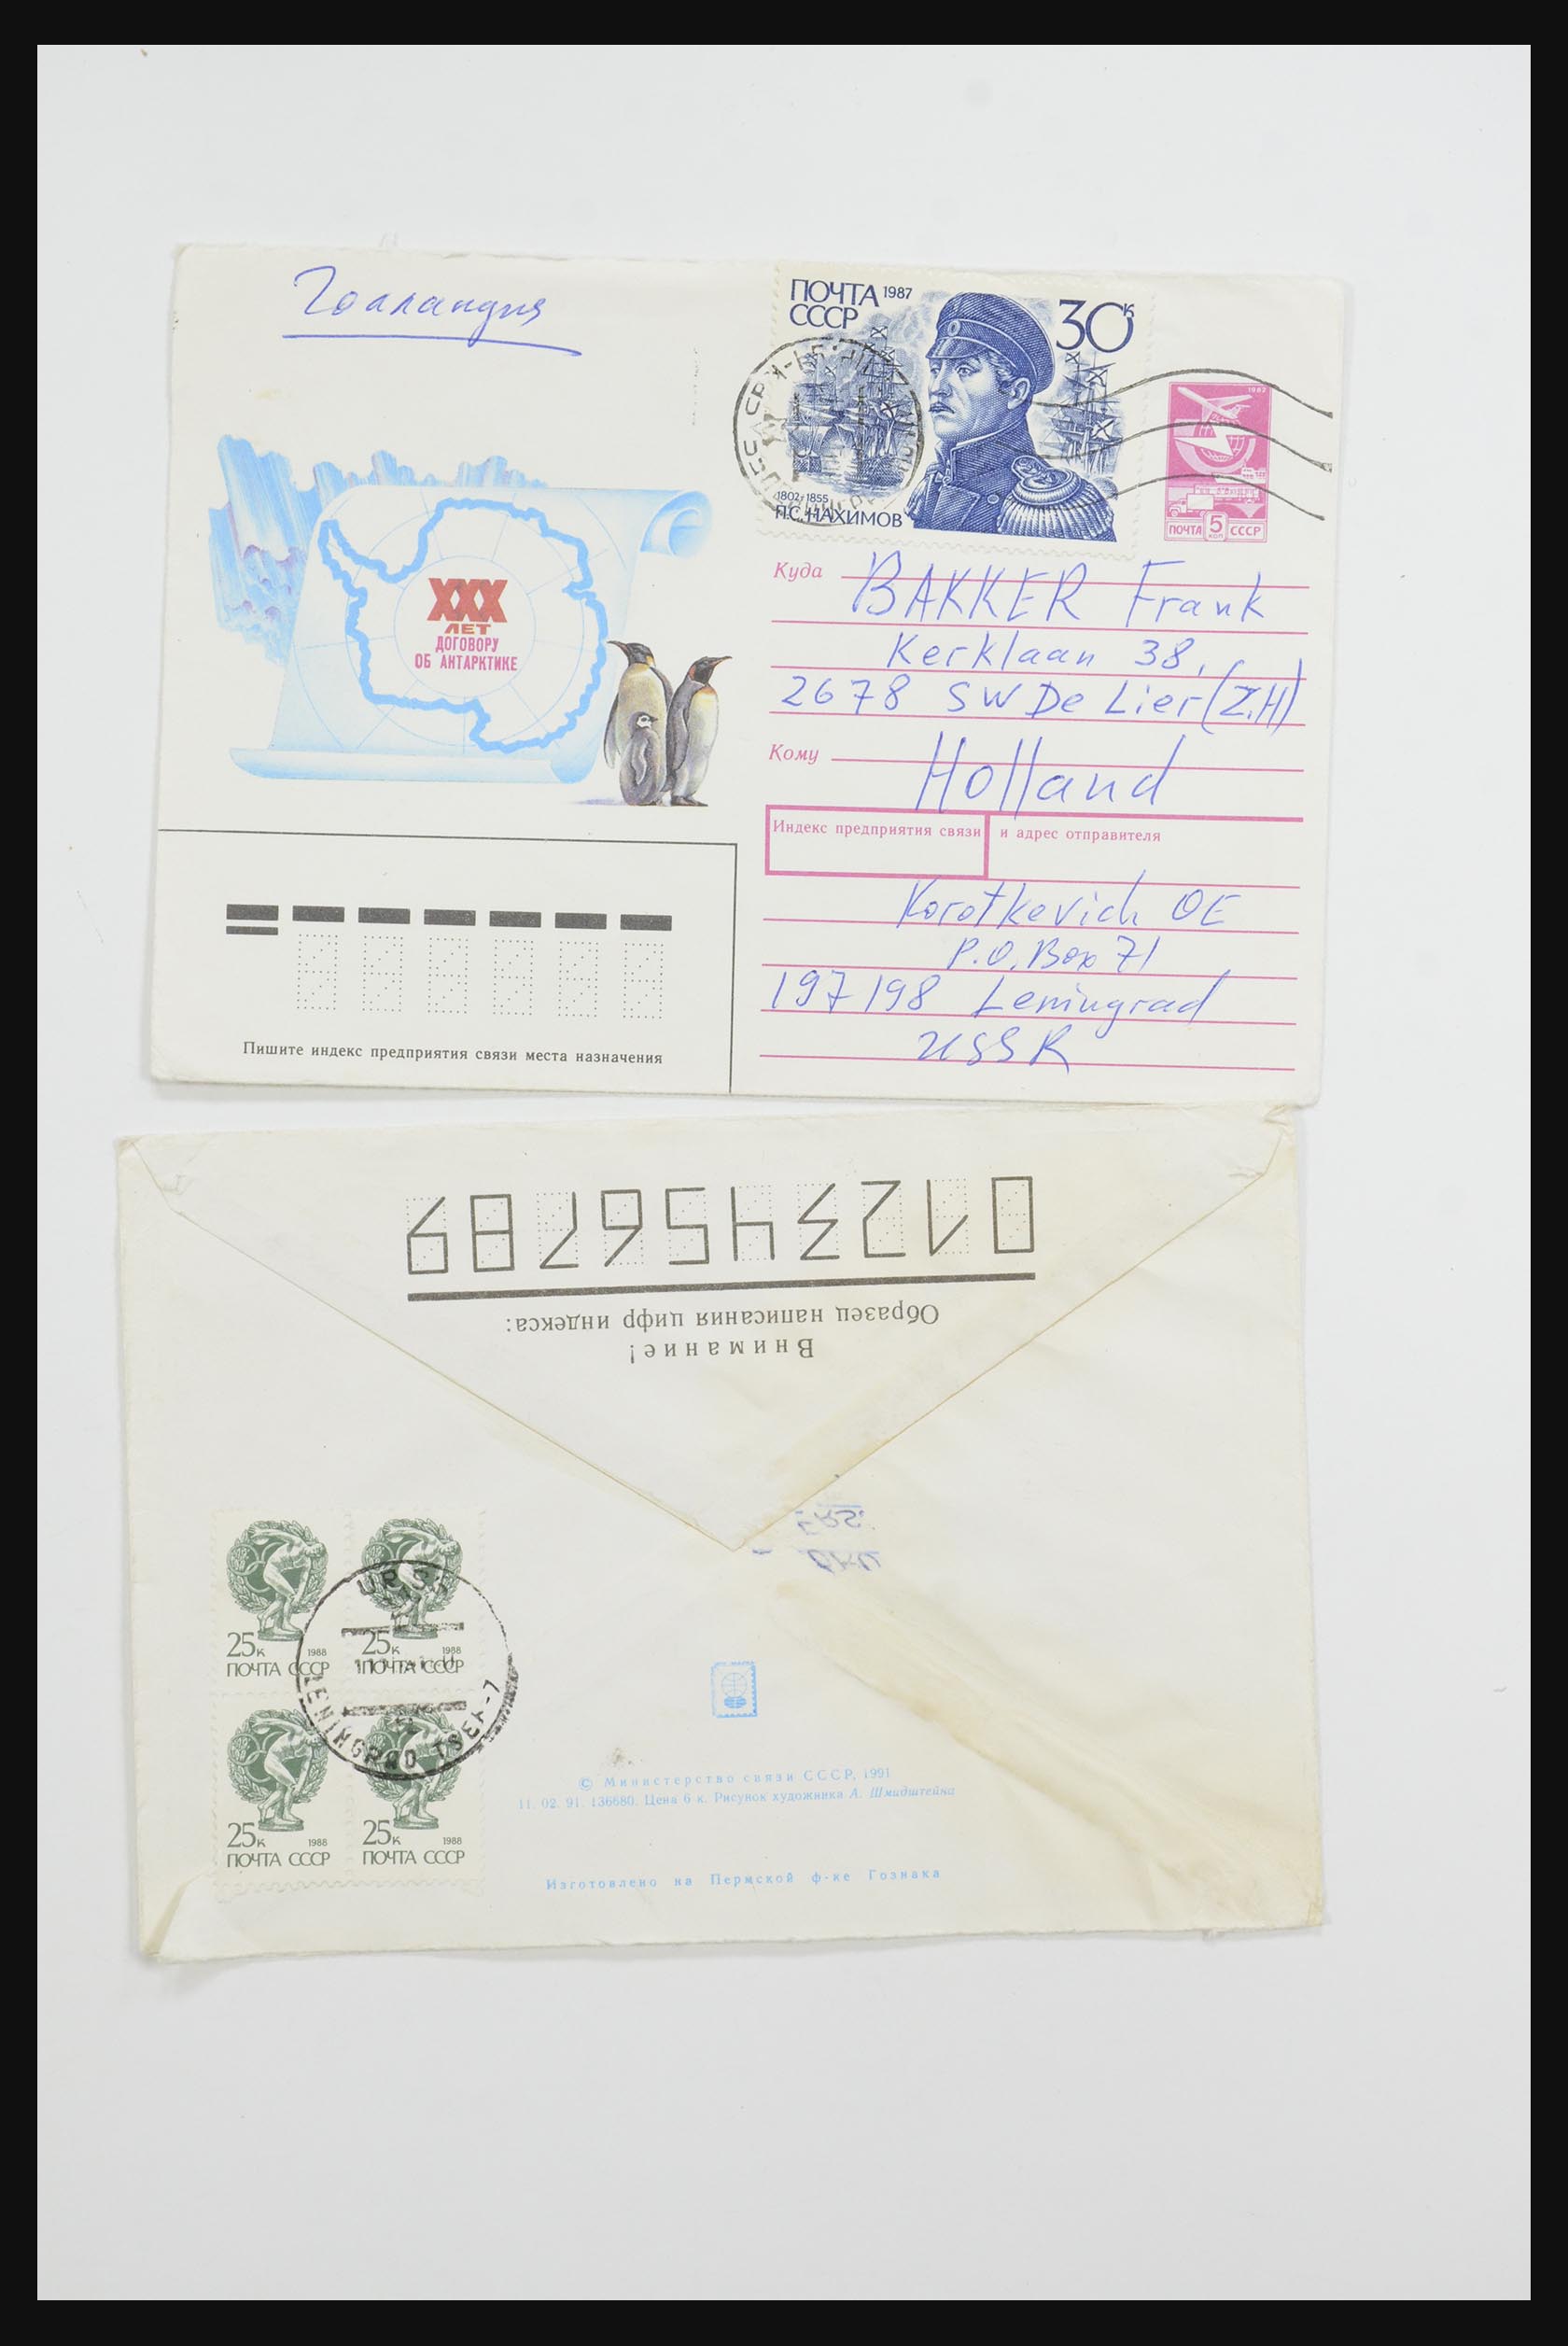 Голландия
ПОЧТА 1987
СССР
30 к
1802-1855
П.С. НАХИМОВ
1982
ПОЧТА 5 КОП СССР
XXX
ЛЕТ
ДОГОВОРУ
ОБ АНТАРКТИКЕ
Куда BAKKER Frank
Kerklaan 38,
2678 SW De Lier (Z.H)
Кому Holland
Индекс предприятия связи и адрес отправителя
Korotkevich OE
P.O. Box 71
197198 Leningrad
USSR
Пишите индекс предприятия связи места назначения
Внимание!
Образец написания цифр индекса:
0123456789
25к 1988
ПОЧТА СССР
25к 1988
ПОЧТА СССР
25к 1988
ПОЧТА СССР
25к 1988
ПОЧТА СССР
LENINGRAD
© Министерство связи СССР, 1991
11. 02. 91. 136680. Цена 6 к. Рисунок художника А. Шмидштейна
Изготовлено на Пермской ф-ке Гознака